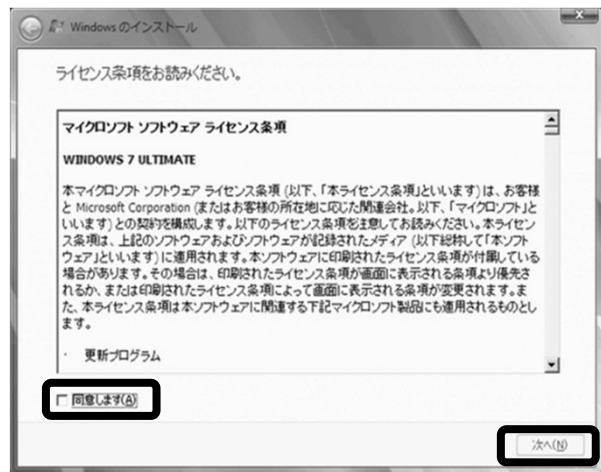 Windows のインストール
ライセンス条項をお読みください。
マイクロソフト ソフトウェア ライセンス条項
WINDOWS 7 ULTIMATE
本マイクロソフト ソフトウェア ライセンス条項 (以下、「本ライセンス条項」といいます) は、お客様
と Microsoft Corporation (またはお客様の所在地に応じた関連会社。以下、「マイクロソフト」と
いいます) との契約を構成します。以下のライセンス条項を注意してお読みください。本ライセン
ス条項は、上記のソフトウェアおよびソフトウェアが記録されたメディア (以下総称して「本ソフト
ウェア」といいます) に適用されます。本ソフトウェアに印刷されたライセンス条項が付属している
場合があります。その場合は、印刷されたライセンス条項が画面に表示される条項より優先さ
れるか、または印刷されたライセンス条項によって画面に表示される条項が変更されます。ま
た、本ライセンス条項は本ソフトウェアに関連する下記マイクロソフト製品にも適用されるものとし
ます。
· 更新プログラム
同意します(A)
次へ(N)